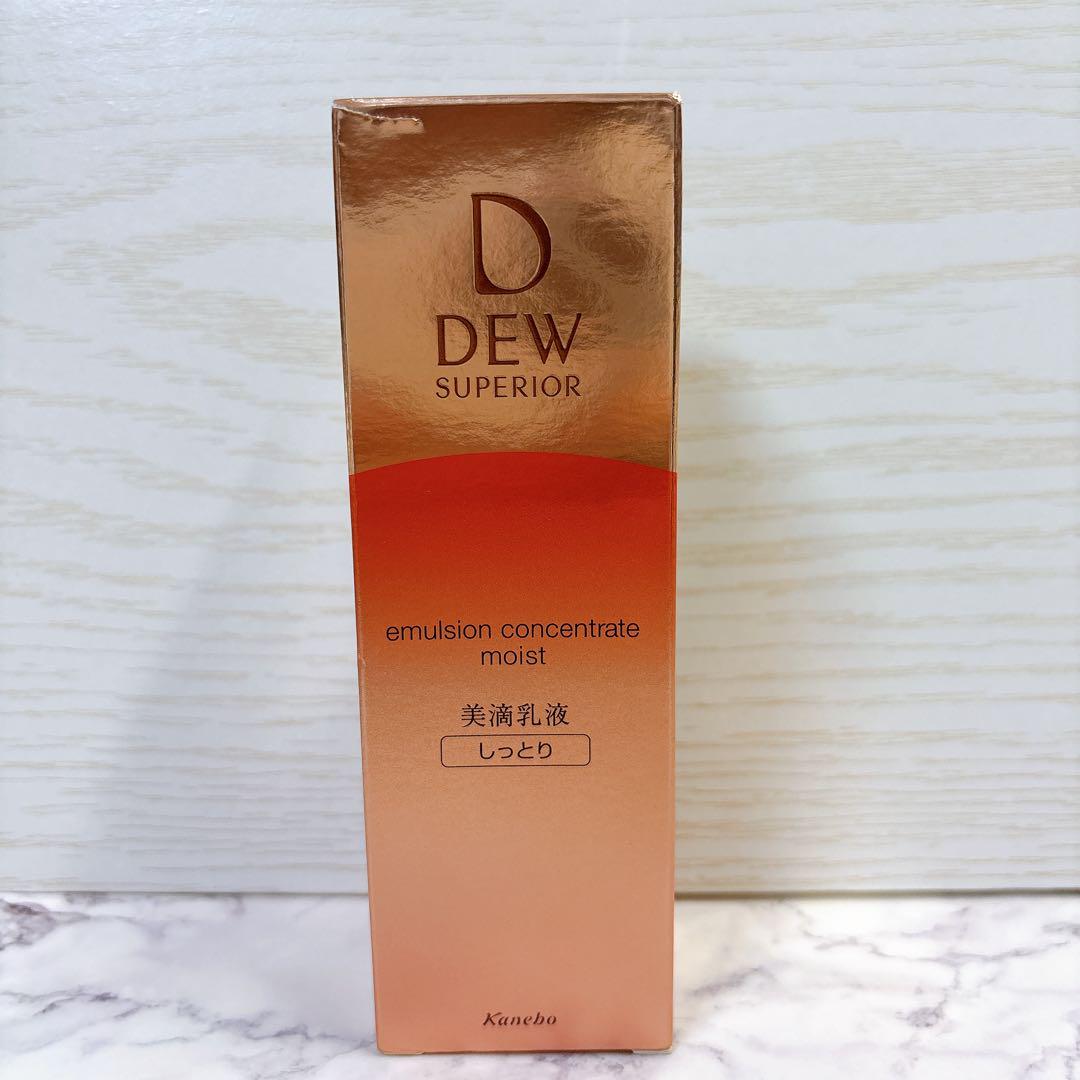 D
DEW
SUPERIOR
emulsion concentrate
moist
美滴乳液
しっとり
Kanebo